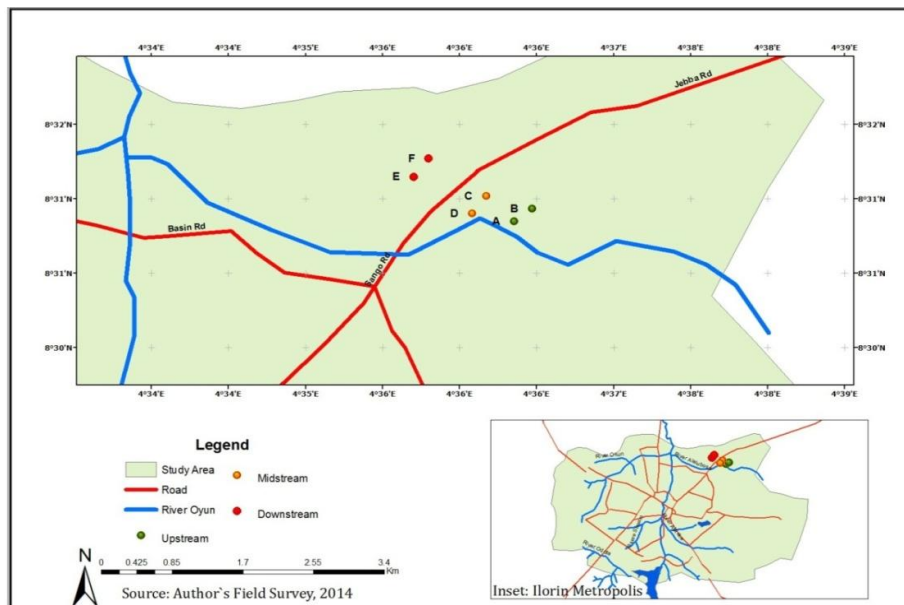 4°34'E 4°34'E 4°35'E 4°36'E 4°36'E 4°37'E 4°38'E 4°38'E 4°39'E
Jebba Rd
8°32'N 8°32'N
F
E
C
B
8°31'N 8°31'N
D
A
Basin Rd
Sango Rd
8°31'N 8°31'N
8°30'N 8°30'N
4°34'E 4°34'E 4°35'E 4°36'E 4°36'E 4°37'E 4°38'E 4°38'E 4°39'E
Legend
Study Area
Midstream
Road
River Oyun
Downstream
Upstream
N
0 0.425 0.85 1.7 2.55 3.4
Km
Source: Author`s Field Survey, 2014
River Oyun
Inset: Ilorin Metropolis